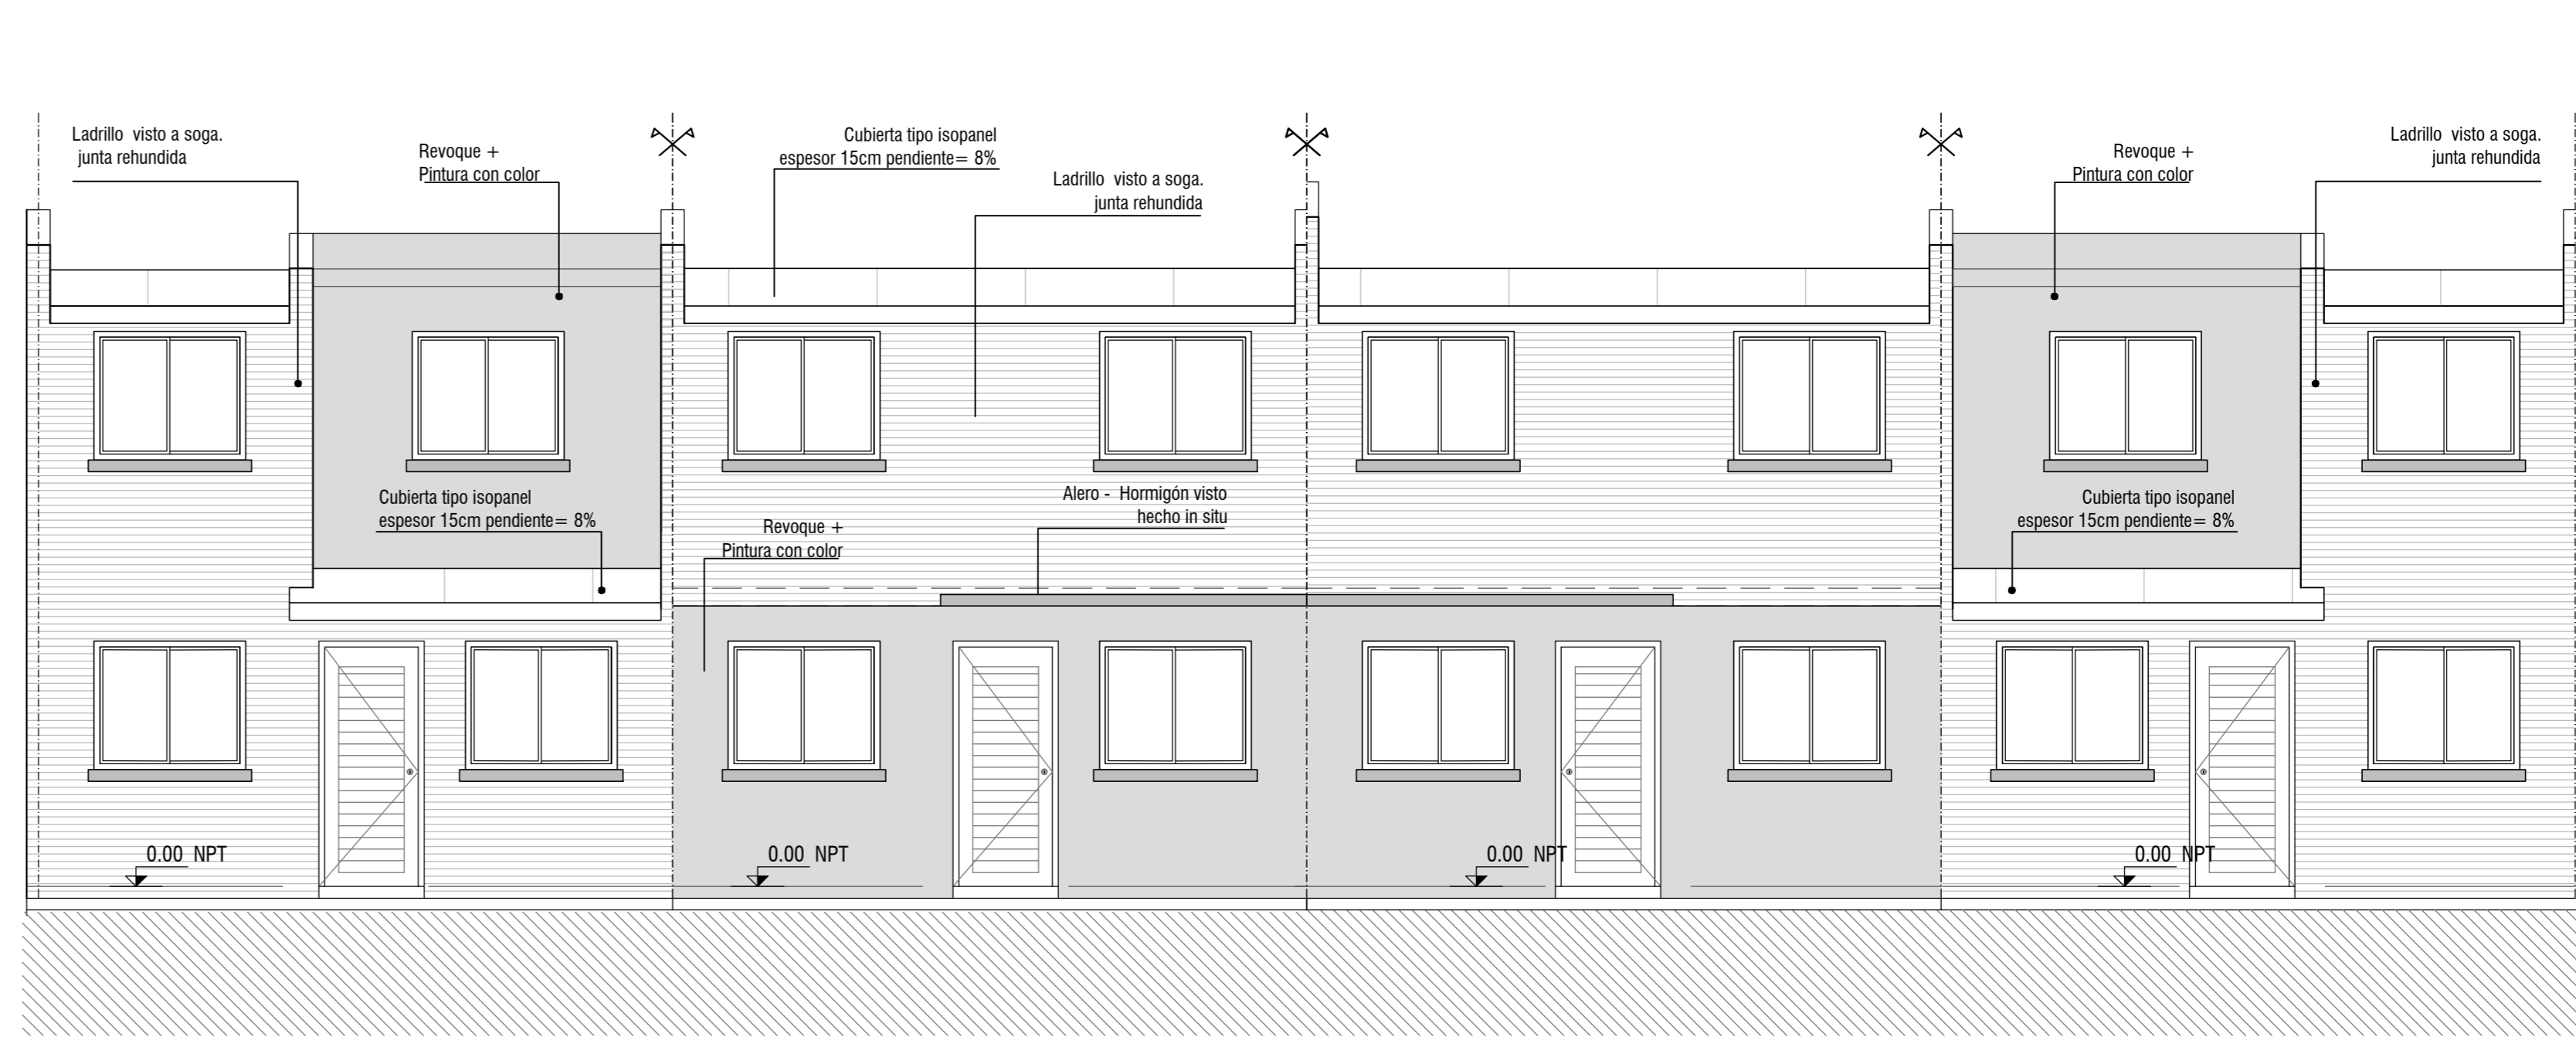 Ladrillo visto a soga.
junta rehundida
Revoque +
Pintura con color
Cubierta tipo isopanel
espesor 15cm pendiente= 8%
Ladrillo visto a soga.
junta rehundida
Revoque +
Pintura con color
Ladrillo visto a soga.
junta rehundida
Cubierta tipo isopanel
espesor 15cm pendiente= 8%
Revoque +
Pintura con color
Alero - Hormigón visto
hecho in situ
Cubierta tipo isopanel
espesor 15cm pendiente= 8%
0.00 NPT
0.00 NPT
0.00 NPT
0.00 NPT